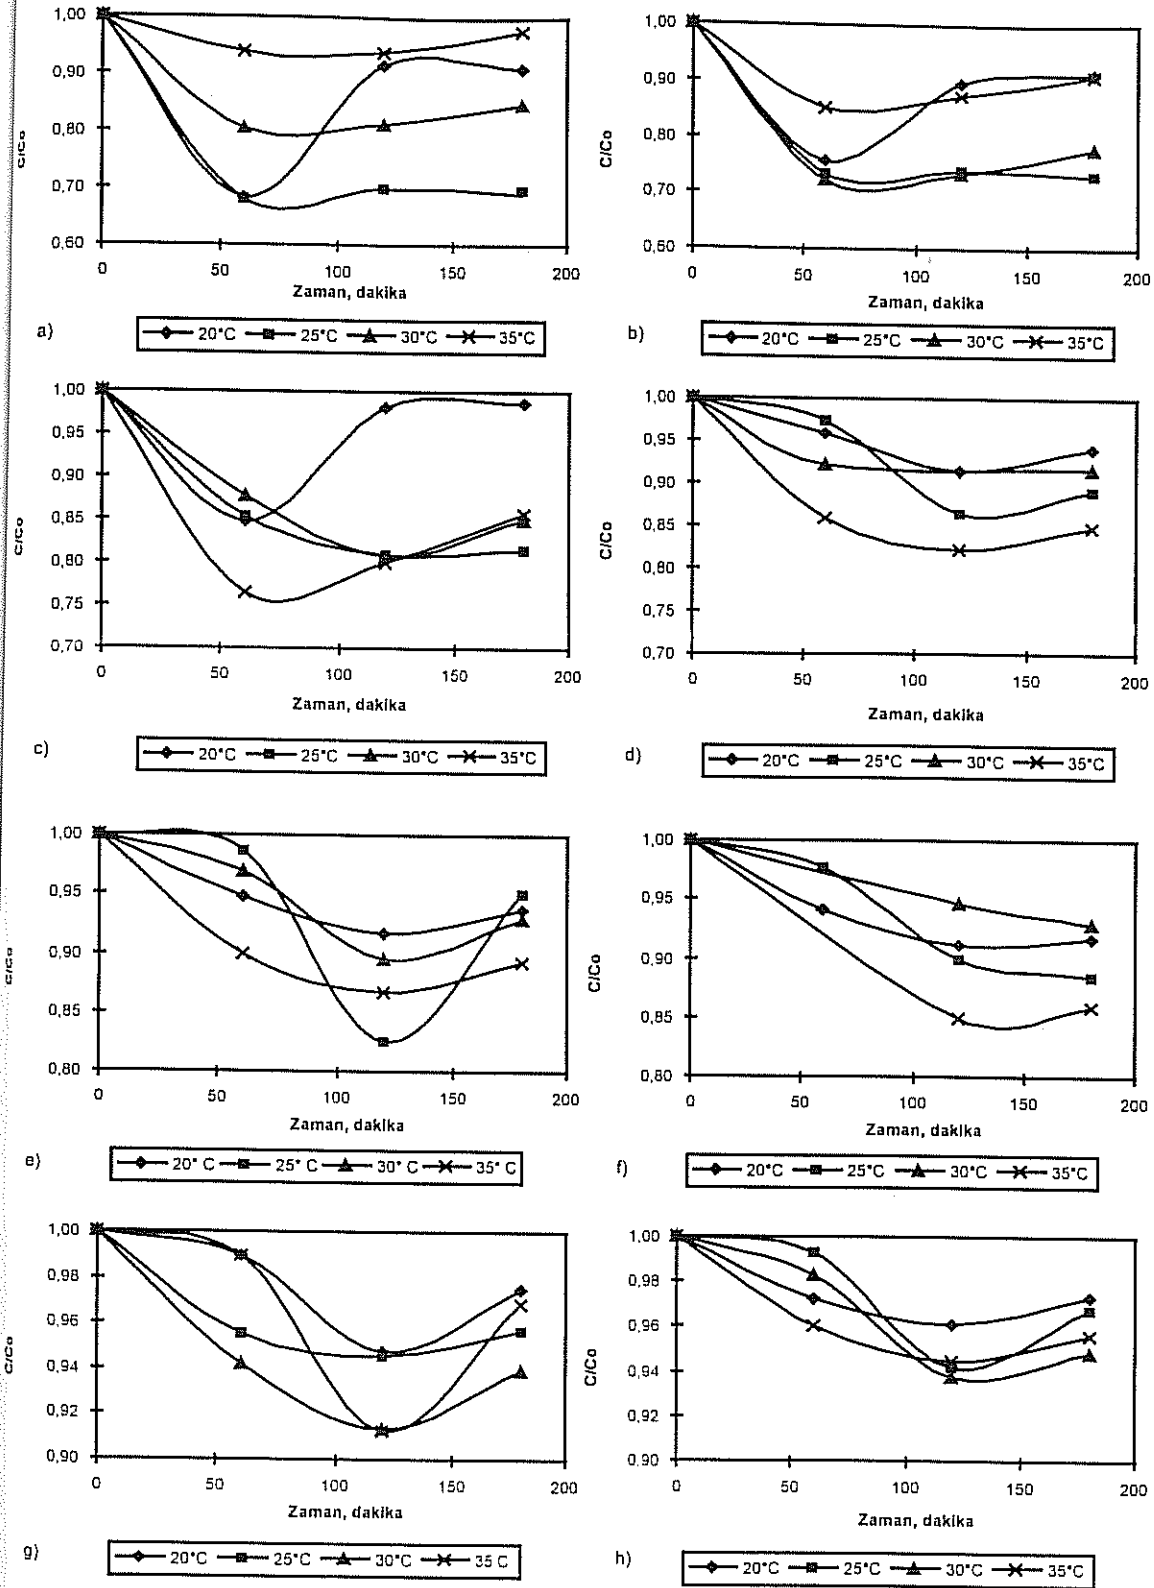 1,00
0,90
0,80
0,70
0,60
C/Co
0 50 100 150 200
Zaman, dakika
a)
20°C 25°C 30°C 35°C
1,00
0,90
0,80
0,70
0,60
C/Co
0 50 100 150 200
Zaman, dakika
b)
20°C 25°C 30°C 35°C
1,00
0,95
0,90
0,85
0,80
0,75
0,70
C/Co
0 50 100 150 200
Zaman, dakika
c)
20°C 25°C 30°C 35°C
1,00
0,95
0,90
0,85
0,80
0,75
0,70
C/Co
0 50 100 150 200
Zaman, dakika
d)
20°C 25°C 30°C 35°C
1,00
0,95
0,90
0,85
0,80
C/Co
0 50 100 150 200
Zaman, dakika
e)
20° C 25° C 30° C 35° C
1,00
0,95
0,90
0,85
0,80
C/Co
0 50 100 150 200
Zaman, dakika
f)
20°C 25°C 30°C 35°C
1,00
0,98
0,96
0,94
0,92
0,90
C/Co
0 50 100 150 200
Zaman, dakika
g)
20°C 25°C 30°C 35 C
1,00
0,98
0,96
0,94
0,92
0,90
C/Co
0 50 100 150 200
Zaman, dakika
h)
20°C 25°C 30°C 35°C